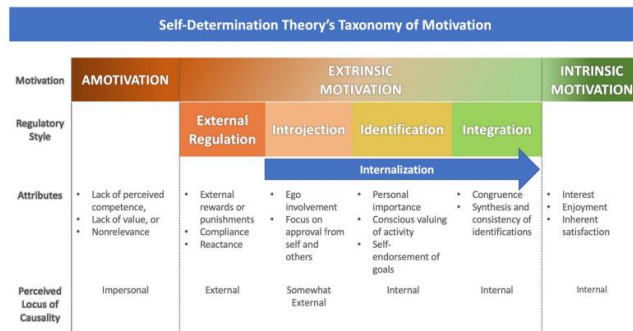 Self-Determination Theory's Taxonomy of Motivation
Motivation
AMOTIVATION
EXTRINSIC
MOTIVATION
INTRINSIC
MOTIVATION
Regulatory
Style
External
Regulation
Introjection
Identification
Integration
Internalization
Attributes
• Lack of perceived
competence,
• Lack of value, or
• Nonrelevance
• External
rewards or
punishments
• Compliance
• Reactance
• Ego
involvement
• Focus on
approval from
self and
others
• Personal
importance
• Conscious valuing
of activity
• Self-
endorsement of
goals
• Congruence
• Synthesis and
consistency of
identifications
• Interest
• Enjoyment
• Inherent
satisfaction
Perceived
Locus of
Causality
Impersonal
External
Somewhat
External
Internal
Internal
Internal